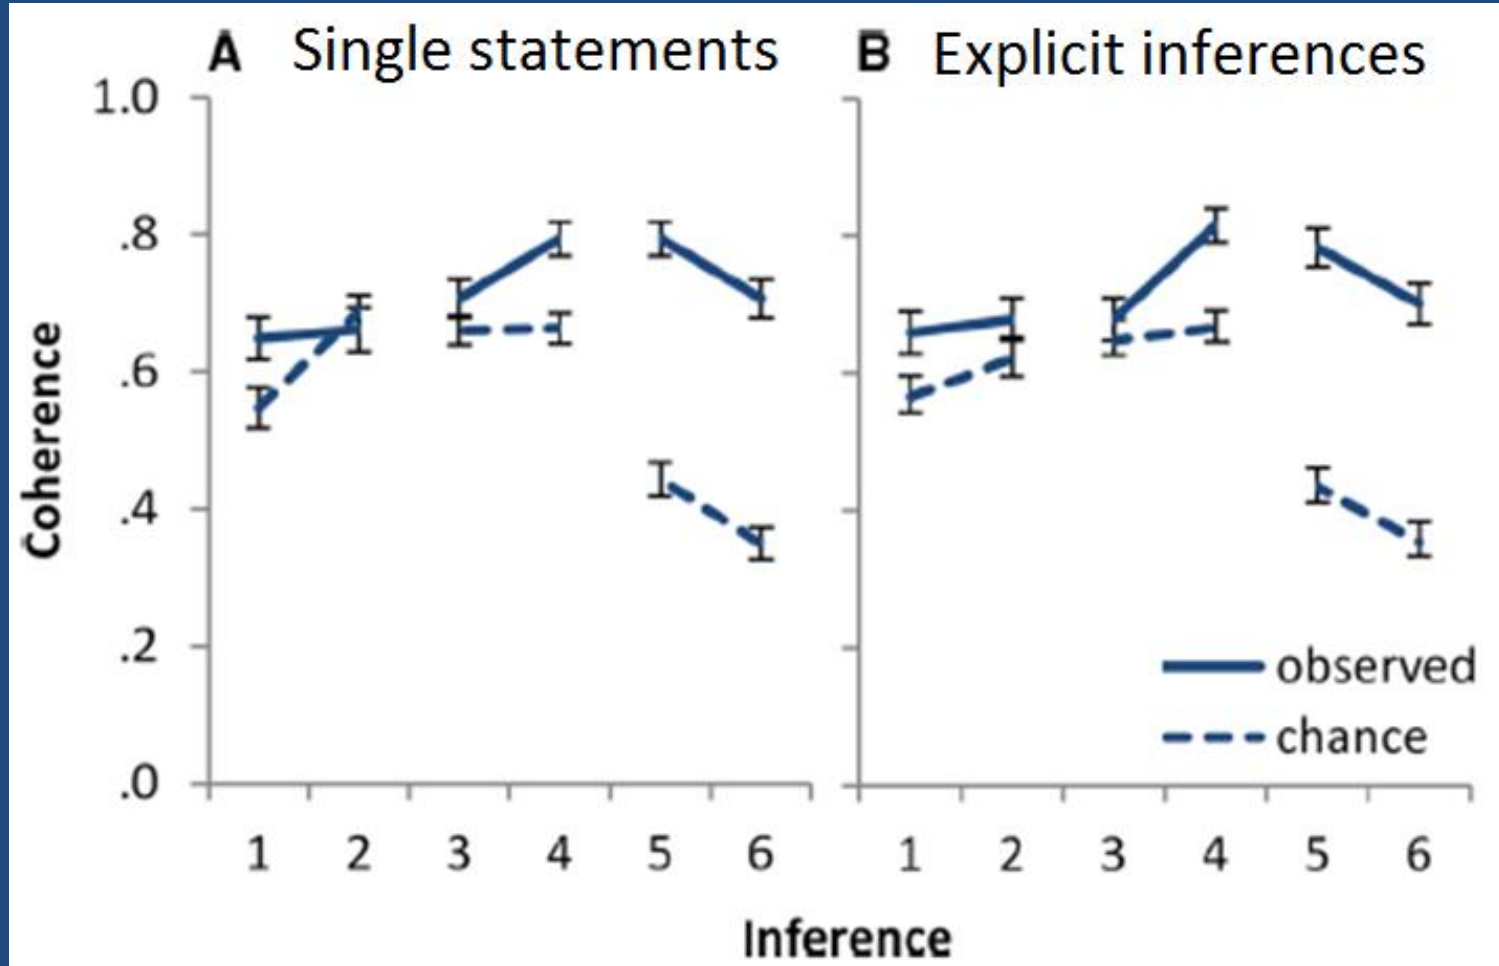 A Single statements
B Explicit inferences
Coherence
1.0
.8
.6
.4
.2
.0
1 2 3 4 5 6
1 2 3 4 5 6
observed
chance
Inference